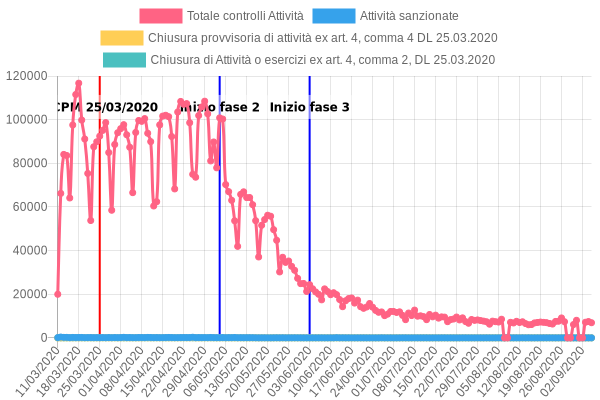 Totale controlli Attività Attività sanzionate
Chiusura provvisoria di attività ex art. 4, comma 4 DL 25.03.2020
Chiusura di Attività o esercizi ex art. 4, comma 2, DL 25.03.2020
120000
CPM 25/03/2020 Inizio fase 2 Inizio fase 3
100000
80000
60000
40000
20000
0
11/03/2020 18/03/2020 25/03/2020 01/04/2020 08/04/2020 15/04/2020 22/04/2020 29/04/2020 06/05/2020 13/05/2020 20/05/2020 27/05/2020 03/06/2020 10/06/2020 17/06/2020 24/06/2020 01/07/2020 08/07/2020 15/07/2020 22/07/2020 29/07/2020 05/08/2020 12/08/2020 19/08/2020 26/08/2020 02/09/2020